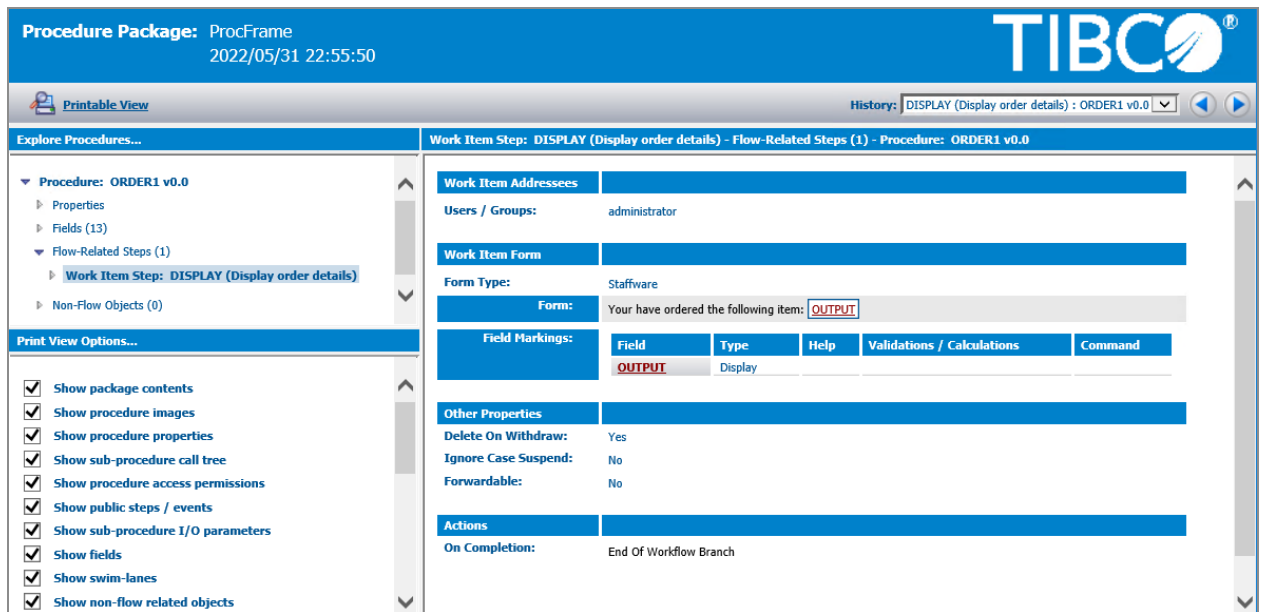 Procedure Package: ProcFrame
2022/05/31 22:55:50
TIBCO®
Printable View
History: DISPLAY (Display order details) : ORDER1 v0.0
Explore Procedures...
Procedure: ORDER1 v0.0
Properties
Fields (13)
Flow-Related Steps (1)
Work Item Step: DISPLAY (Display order details)
Non-Flow Objects (0)
Print View Options...
Show package contents
Show procedure images
Show procedure properties
Show sub-procedure call tree
Show procedure access permissions
Show public steps / events
Show sub-procedure I/O parameters
Show fields
Show swim-lanes
Show non-flow related objects
Work Item Step: DISPLAY (Display order details) - Flow-Related Steps (1) - Procedure: ORDER1 v0.0
Work Item Addressees
Users / Groups: administrator
Work Item Form
Form Type: Staffware
Form: Your have ordered the following item: OUTPUT
Field Markings: Field Type Help Validations / Calculations Command
OUTPUT Display
Other Properties
Delete On Withdraw: Yes
Ignore Case Suspend: No
Forwardable: No
Actions
On Completion: End Of Workflow Branch